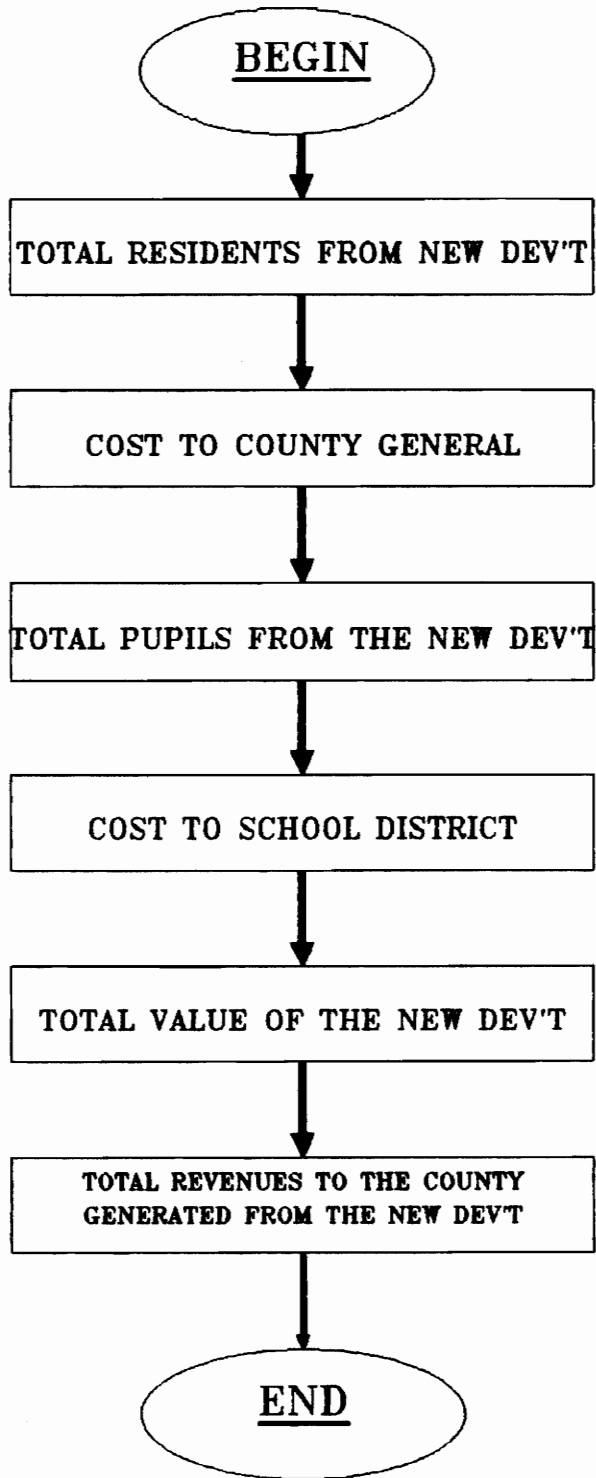 BEGIN
TOTAL RESIDENTS FROM NEW DEV'T
COST TO COUNTY GENERAL
TOTAL PUPILS FROM THE NEW DEV'T
COST TO SCHOOL DISTRICT
TOTAL VALUE OF THE NEW DEV'T
TOTAL REVENUES TO THE COUNTY
GENERATED FROM THE NEW DEV'T
END